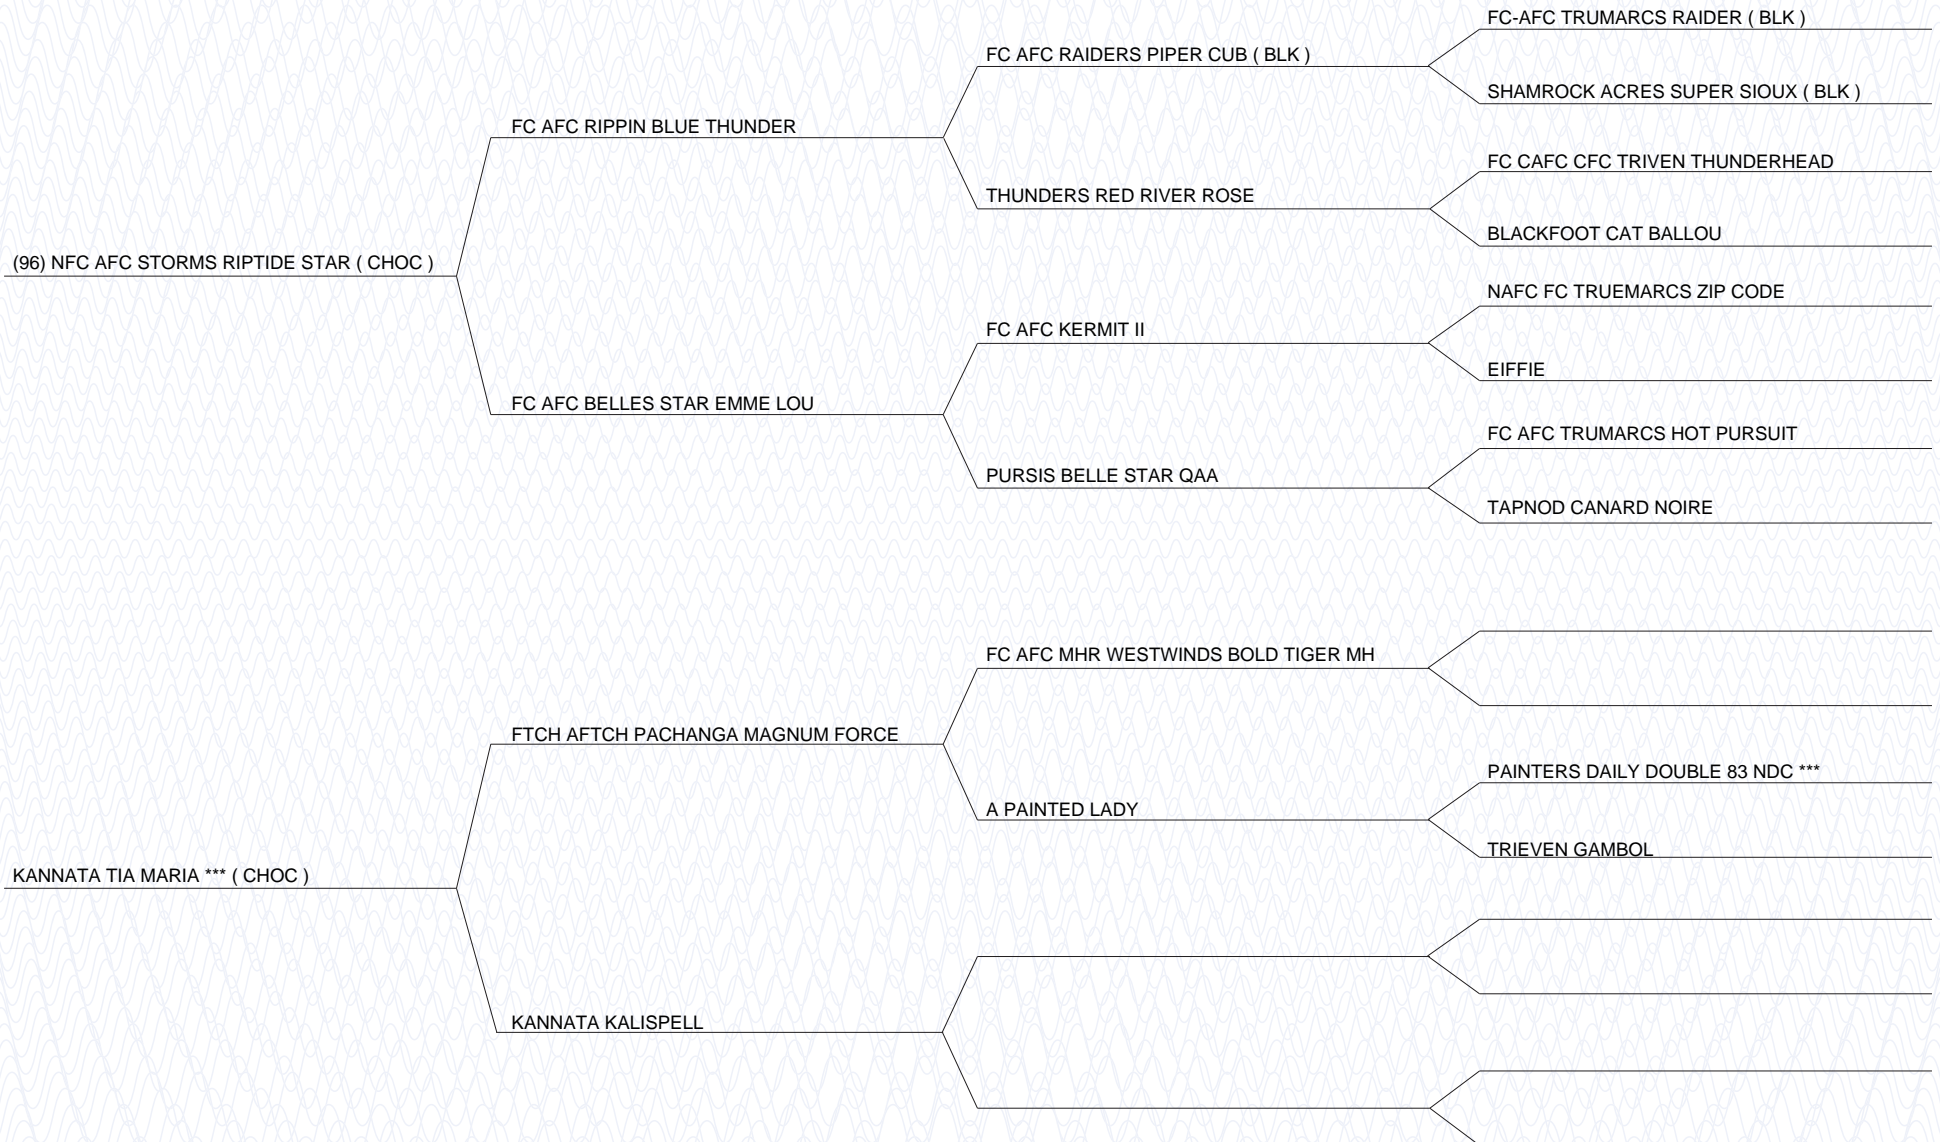 FC-AFC TRUMARCS RAIDER ( BLK )
FC AFC RAIDERS PIPER CUB ( BLK )
SHAMROCK ACRES SUPER SIOUX ( BLK )
FC AFC RIPPIN BLUE THUNDER
FC CAFC CFC TRIVEN THUNDERHEAD
THUNDERS RED RIVER ROSE
BLACKFOOT CAT BALLOU
(96) NFC AFC STORMS RIPTIDE STAR ( CHOC )
NAFC FC TRUEMARCS ZIP CODE
FC AFC KERMIT II
EIFFIE
FC AFC BELLES STAR EMME LOU
FC AFC TRUMARCS HOT PURSUIT
PURSIS BELLE STAR QAA
TAPNOD CANARD NOIRE
FC AFC MHR WESTWINDS BOLD TIGER MH
FTCH AFTCH PACHANGA MAGNUM FORCE
PAINTERS DAILY DOUBLE 83 NDC ***
A PAINTED LADY
TRIEVEN GAMBOL
KANNATA TIA MARIA *** ( CHOC )
KANNATA KALISPELL